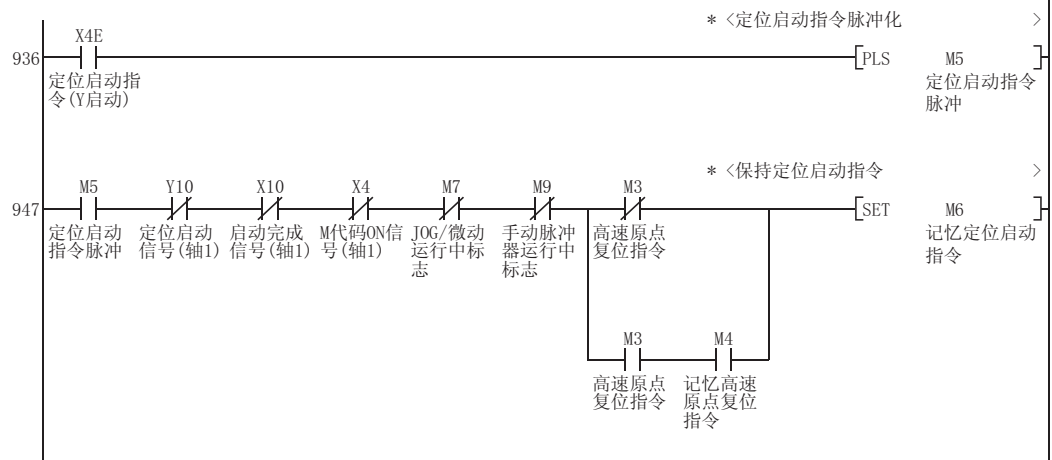 * <定位启动指令脉冲化 >
X4E
936 [PLS M5 ]
定位启动指
令(Y启动)
定位启动指令
脉冲
* <保持定位启动指令 >
M5 Y10 X10 X4 M7 M9 M3
947 [SET M6 ]
定位启动
指令脉冲
定位启动
信号(轴1)
启动完成
信号(轴1)
M代码ON信
号(轴1)
JOG/微动
运行中标
志
手动脉冲
器运行中
标志
高速原点
复位指令
记忆定位启动
指令
M3 M4
高速原点
复位指令
记忆高速
原点复位
指令